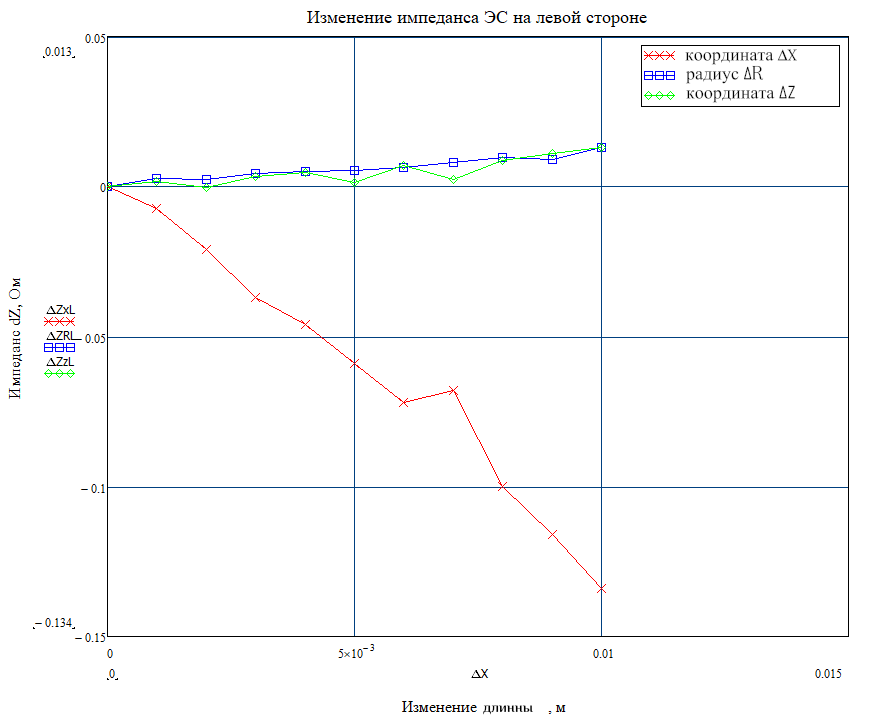 Изменение импеданса ЭС на левой стороне
0.05
0.013
координата ΔX
радиус ΔR
координата ΔZ
0
Импеданс dZ, Ом
ΔZxL
ΔZRL
ΔZzL
0.05
− 0.1
− 0.134
− 0.15
0
5×10⁻³
0.01
0
ΔX
0.015
Изменение длинны , м